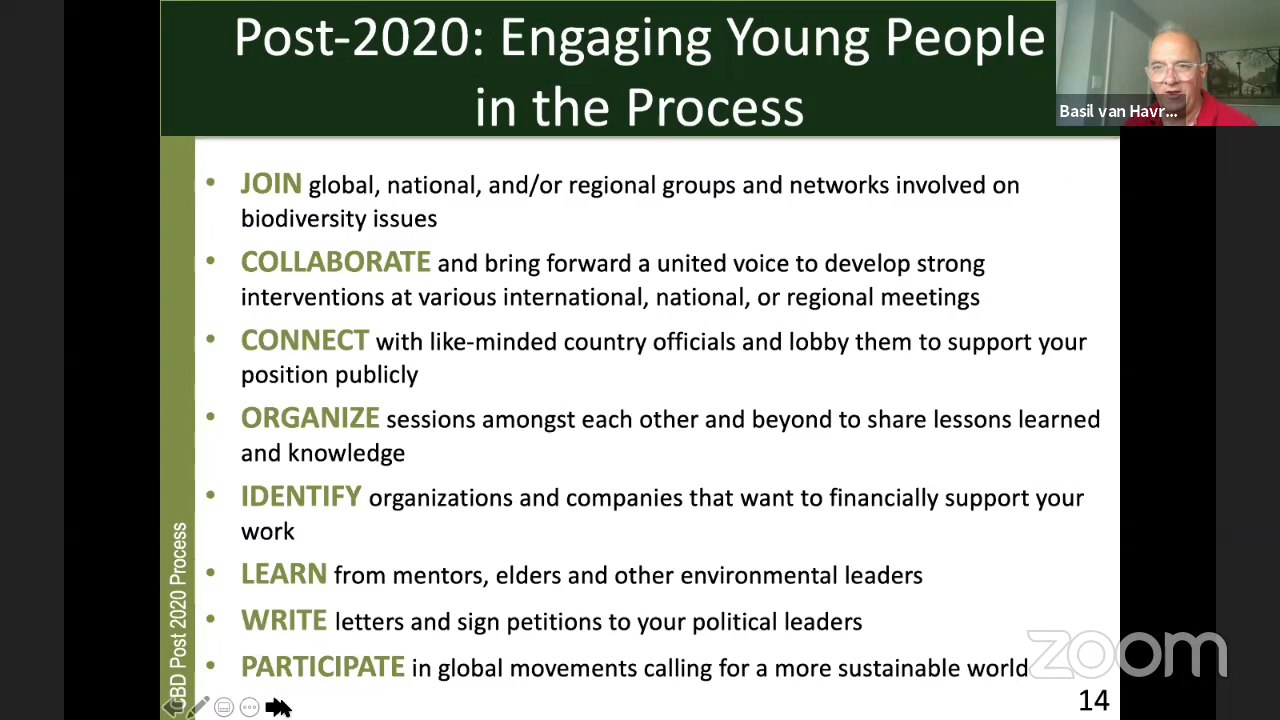 Post-2020: Engaging Young People
in the Process
Basil van Havr...
• JOIN global, national, and/or regional groups and networks involved on
biodiversity issues
• COLLABORATE and bring forward a united voice to develop strong
interventions at various international, national, or regional meetings
• CONNECT with like-minded country officials and lobby them to support your
position publicly
• ORGANIZE sessions amongst each other and beyond to share lessons learned
and knowledge
• IDENTIFY organizations and companies that want to financially support your
work
• LEARN from mentors, elders and other environmental leaders
• WRITE letters and sign petitions to your political leaders
• PARTICIPATE in global movements calling for a more sustainable world
CBD Post 2020 Process
zoom
14